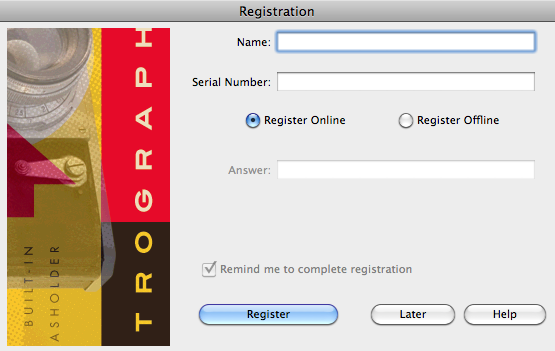 Registration
Name:
Serial Number:
Register Online
Register Offline
Answer:
Remind me to complete registration
Register
Later
Help
TROGRAPH
BUILT-IN
ASHOLDER